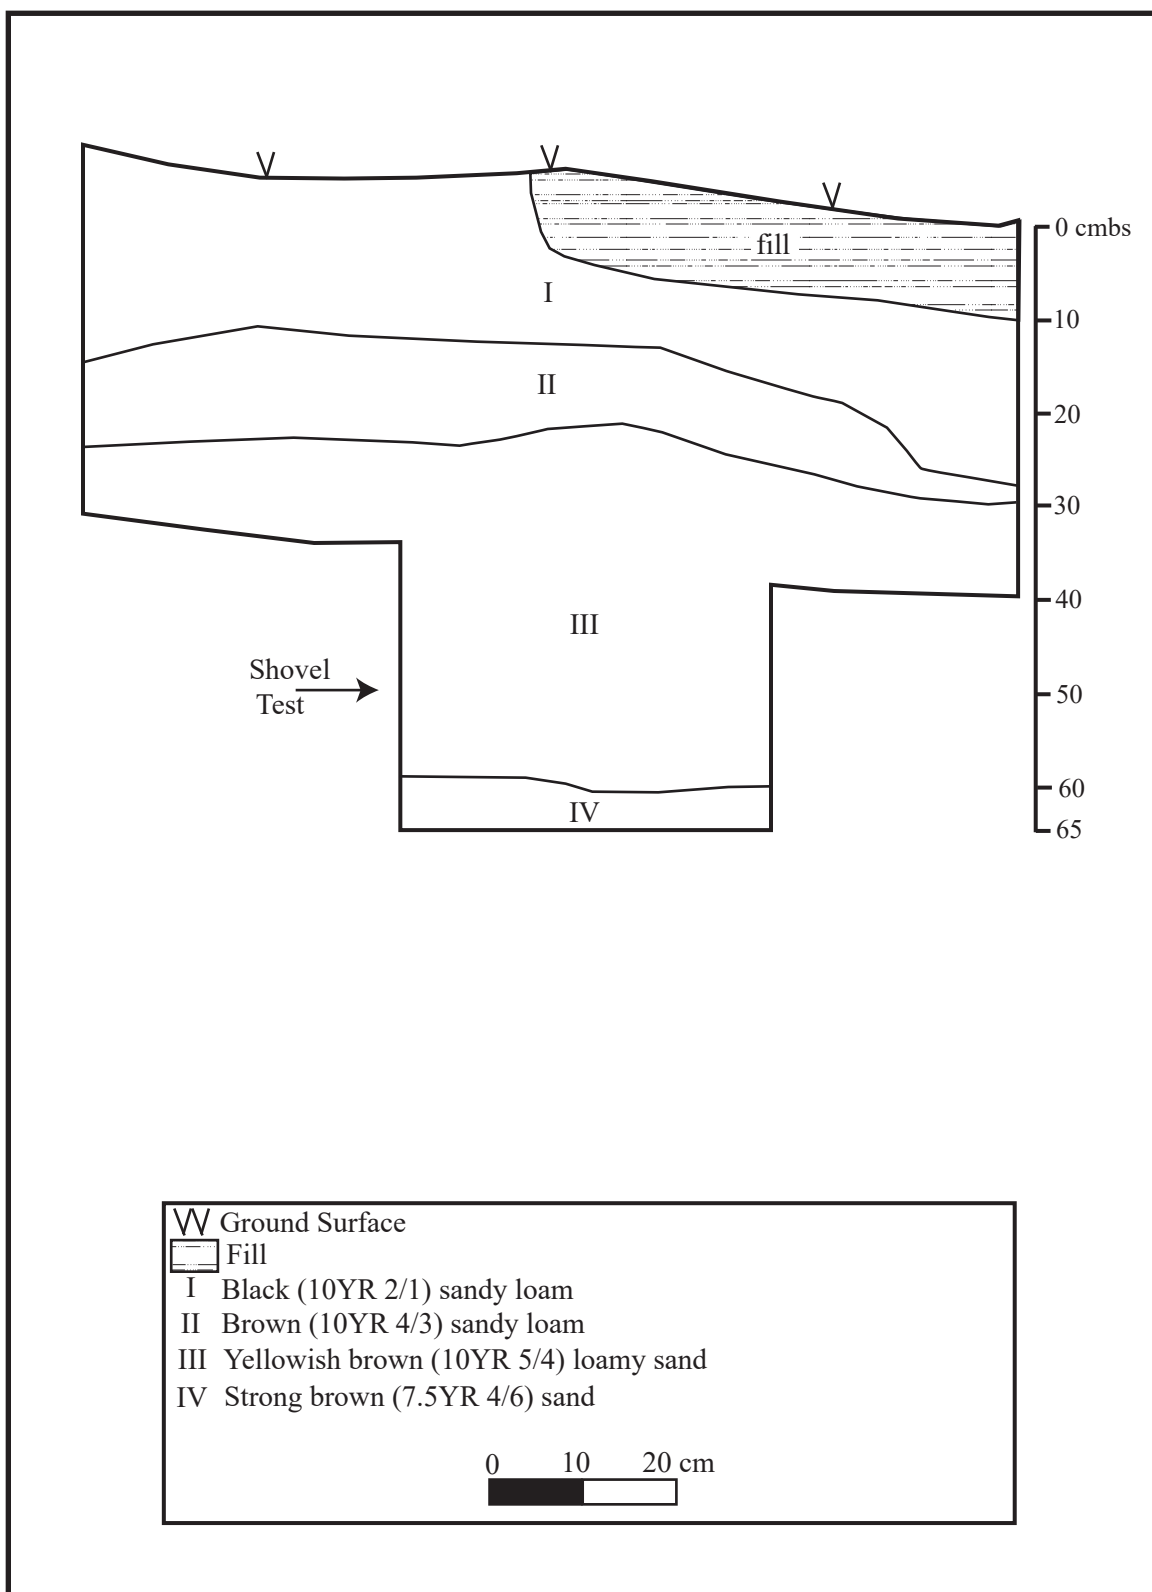 0 cmbs
fill
I
10
II
20
30
40
III
Shovel
Test
50
60
IV
65
Ground Surface
Fill
I Black (10YR 2/1) sandy loam
II Brown (10YR 4/3) sandy loam
III Yellowish brown (10YR 5/4) loamy sand
IV Strong brown (7.5YR 4/6) sand
0 10 20 cm